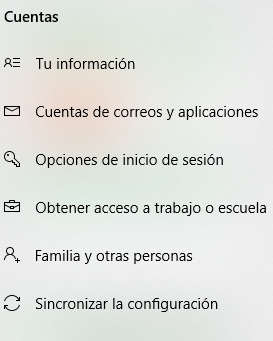 Cuentas
Tu información
Cuentas de correos y aplicaciones
Opciones de inicio de sesión
Obtener acceso a trabajo o escuela
Familia y otras personas
Sincronizar la configuración